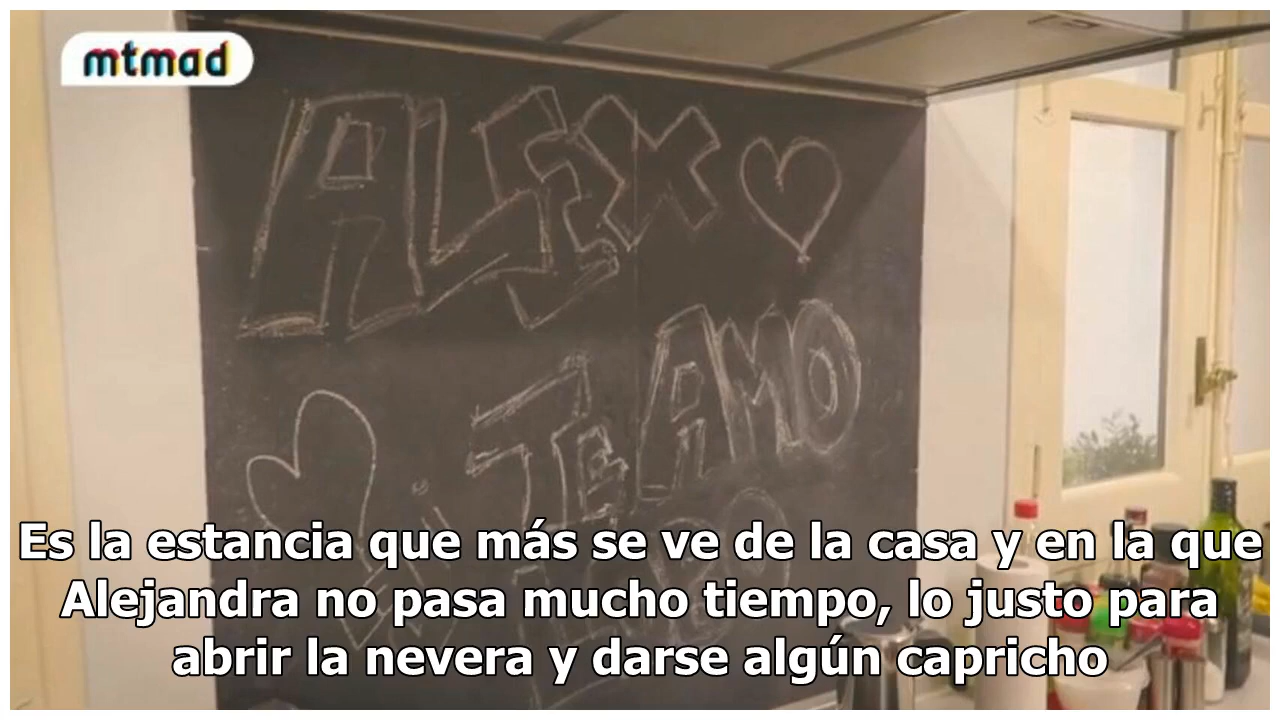 mtmad
ALEX
TE AMO
Es la estancia que más se ve de la casa y en la que
Alejandra no pasa mucho tiempo, lo justo para
abrir la nevera y darse algún capricho